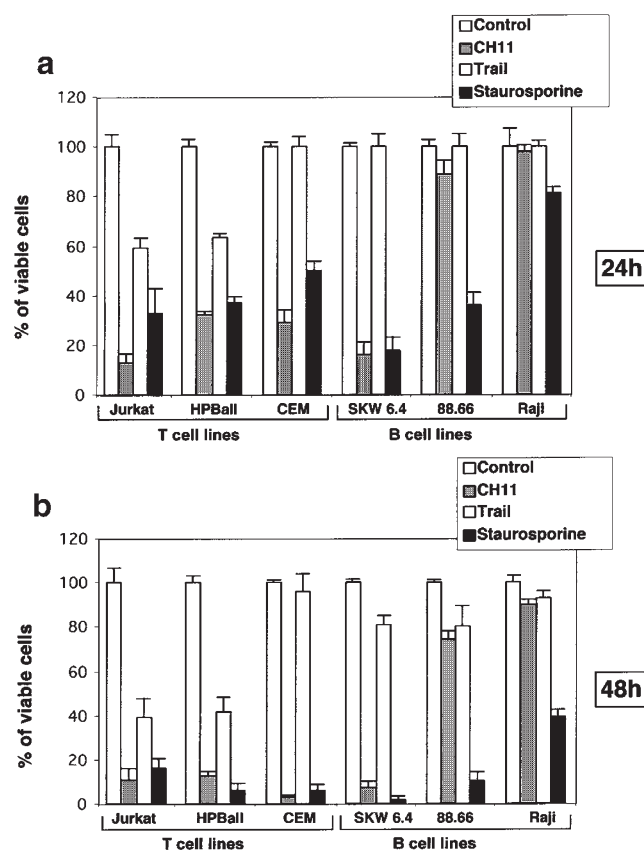 Control
CH11
Trail
Staurosporine
a
120
100
80
60
40
20
0
% of viable cells
Jurkat HPBall CEM SKW 6.4 88.66 Raji
T cell lines B cell lines
24h
Control
CH11
Trail
Staurosporine
b
120
100
80
60
40
20
0
% of viable cells
Jurkat HPBall CEM SKW 6.4 88.66 Raji
T cell lines B cell lines
48h